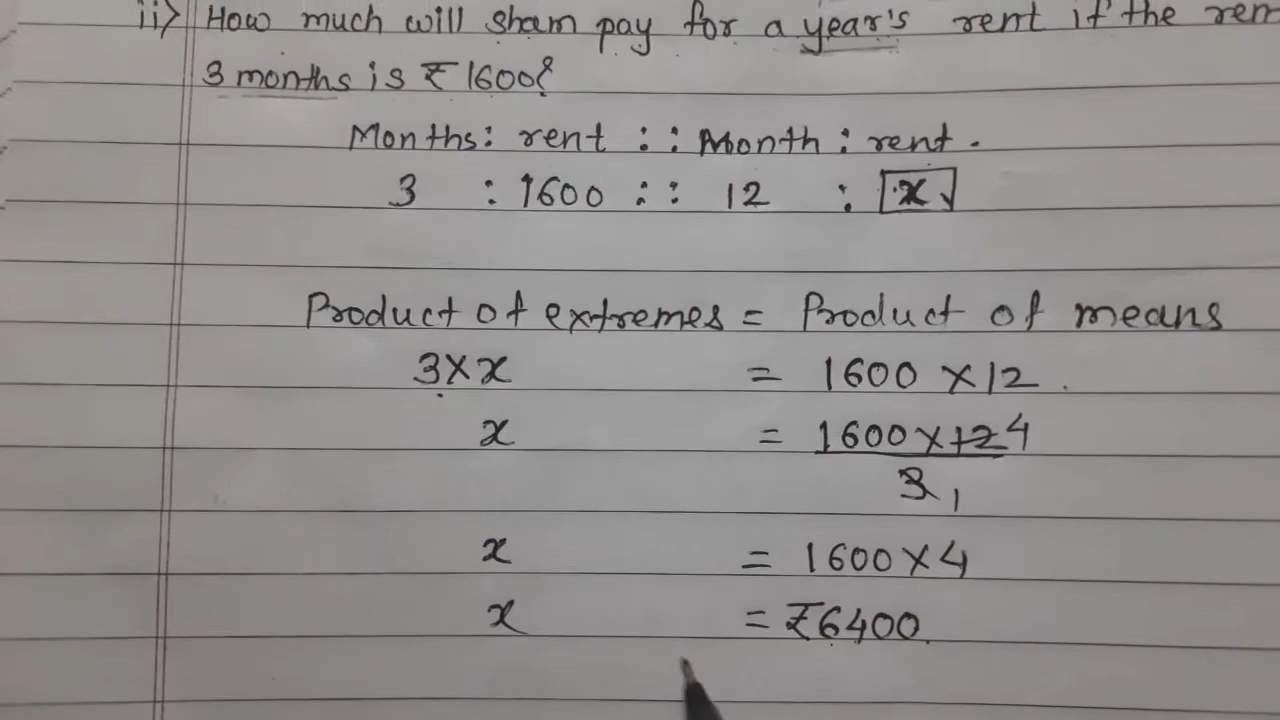 ii) How much will sham pay for a year's rent if the ren
3 months is ₹1600?
Months: rent :: Month : rent.
3 : 1600 :: 12 : x
Product of extremes = Product of means
3×x = 1600 ×12.
x = 1600×12 4
3 1
x = 1600×4
x = ₹6400.